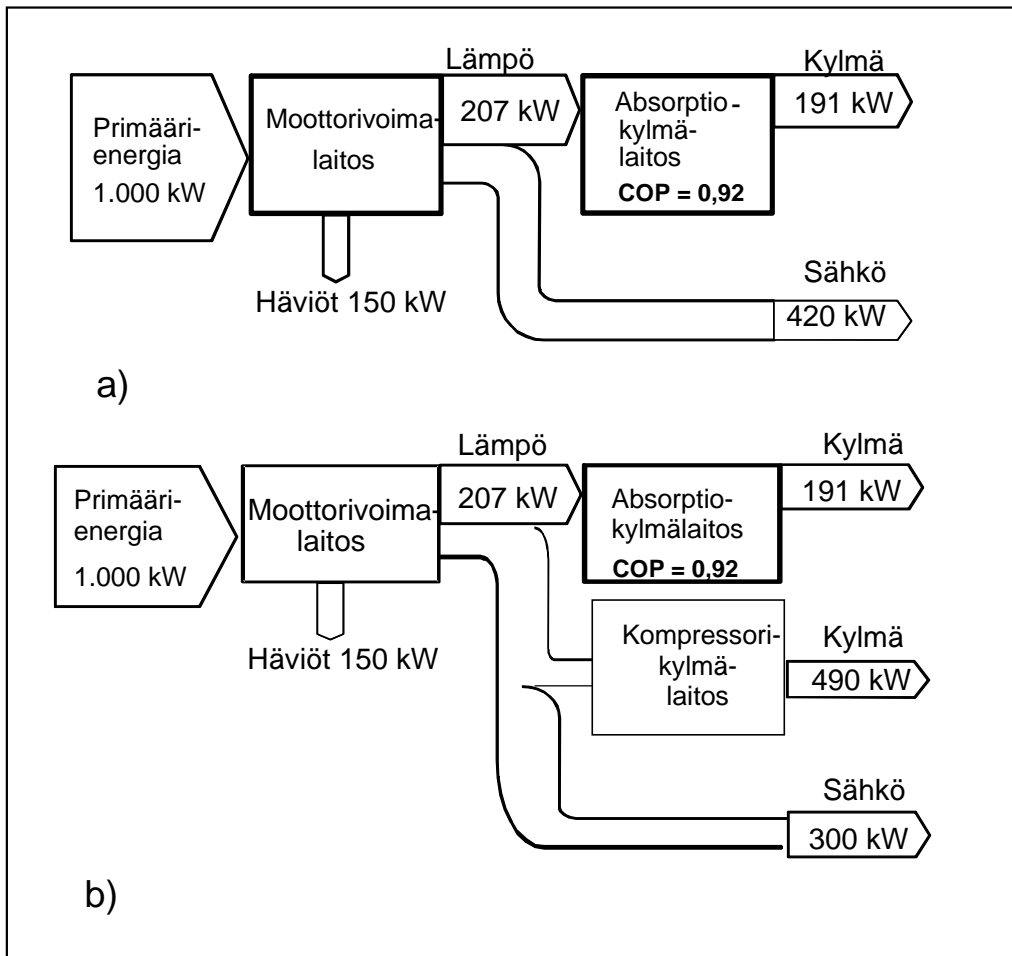 Lämpö
Kylmä
Primääri-
energia
1.000 kW
Moottorivoima-
laitos
207 kW
Absorptio-
kylmä-
laitos
COP = 0,92
191 kW
Häviöt 150 kW
Sähkö
420 kW
a)
Lämpö
Kylmä
Primääri-
energia
1.000 kW
Moottorivoima-
laitos
207 kW
Absorptio-
kylmälaitos
COP = 0,92
191 kW
Häviöt 150 kW
Kompressori-
kylmä-
laitos
Kylmä
490 kW
Sähkö
300 kW
b)